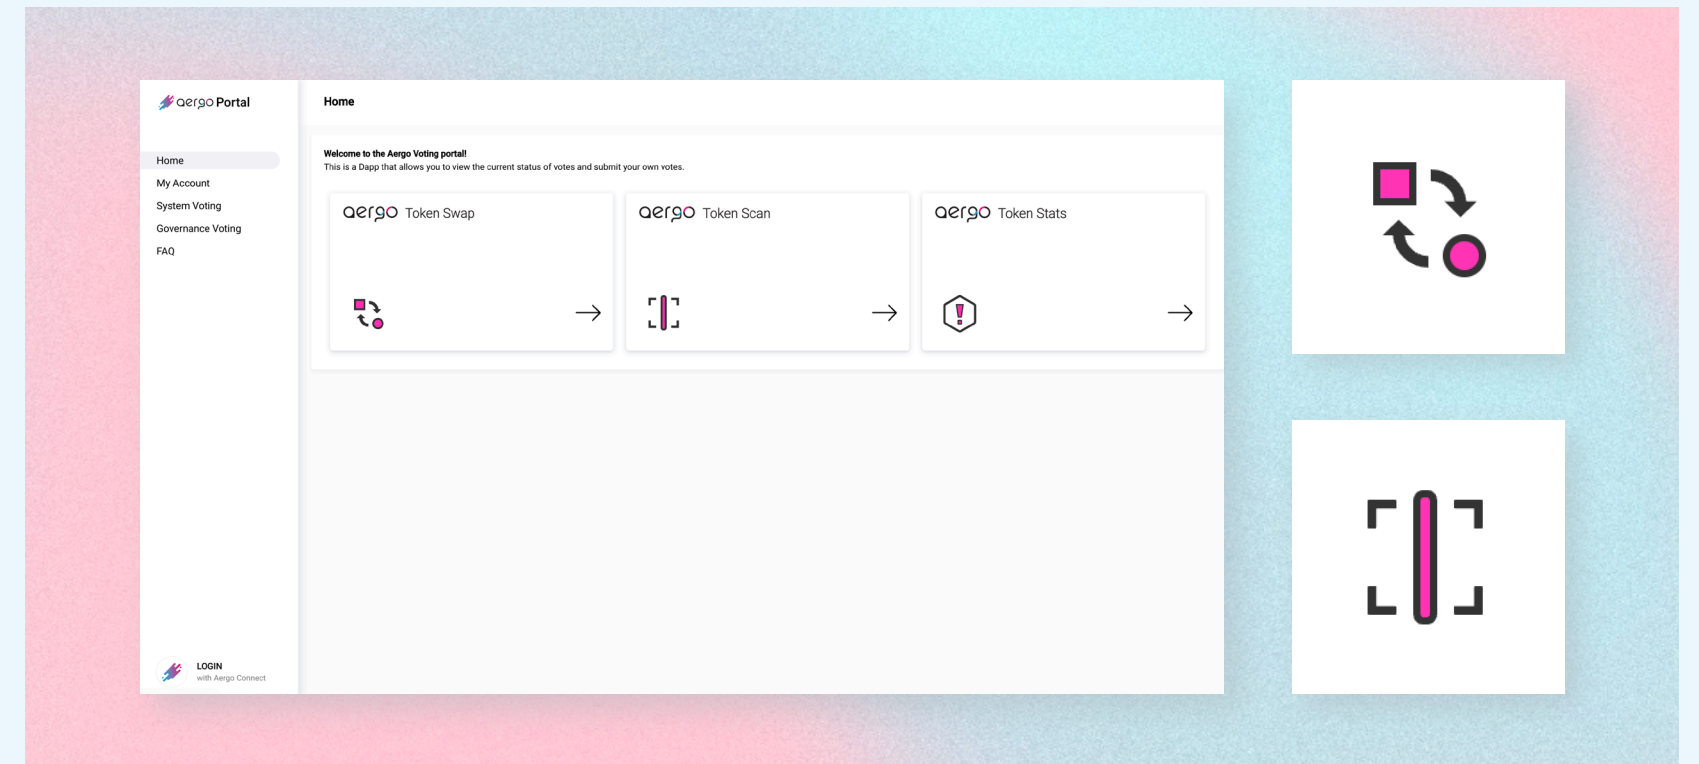 aergo Portal
Home
My Account
System Voting
Governance Voting
FAQ
LOGIN
with Aergo Connect
Home
Welcome to the Aergo Voting portal!
This is a Dapp that allows you to view the current status of votes and submit your own votes.
aergo Token Swap
aergo Token Scan
aergo Token Stats